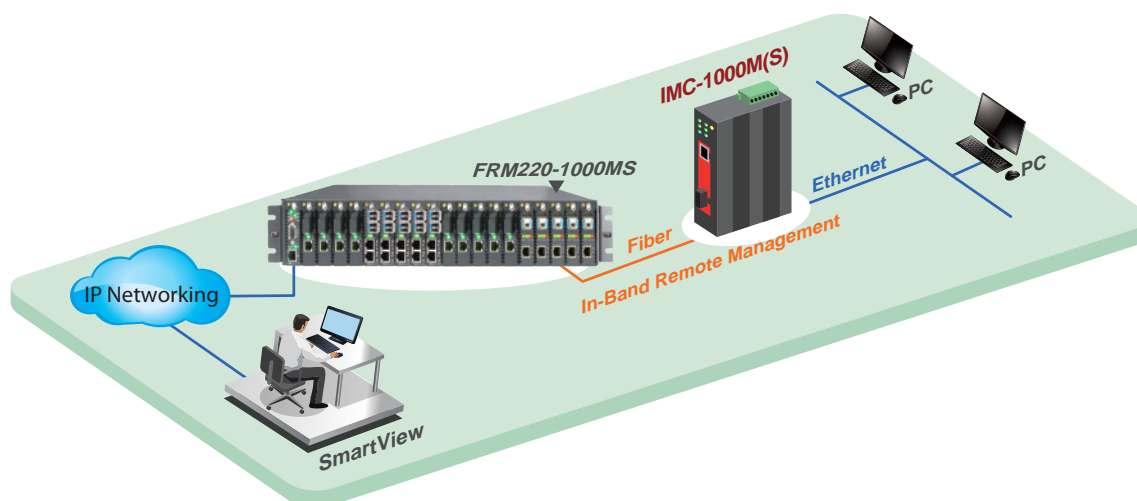 IMC-1000M(S)
PC
FRM220-1000MS
PC
Ethernet
Fiber
In-Band Remote Management
IP Networking
SmartView